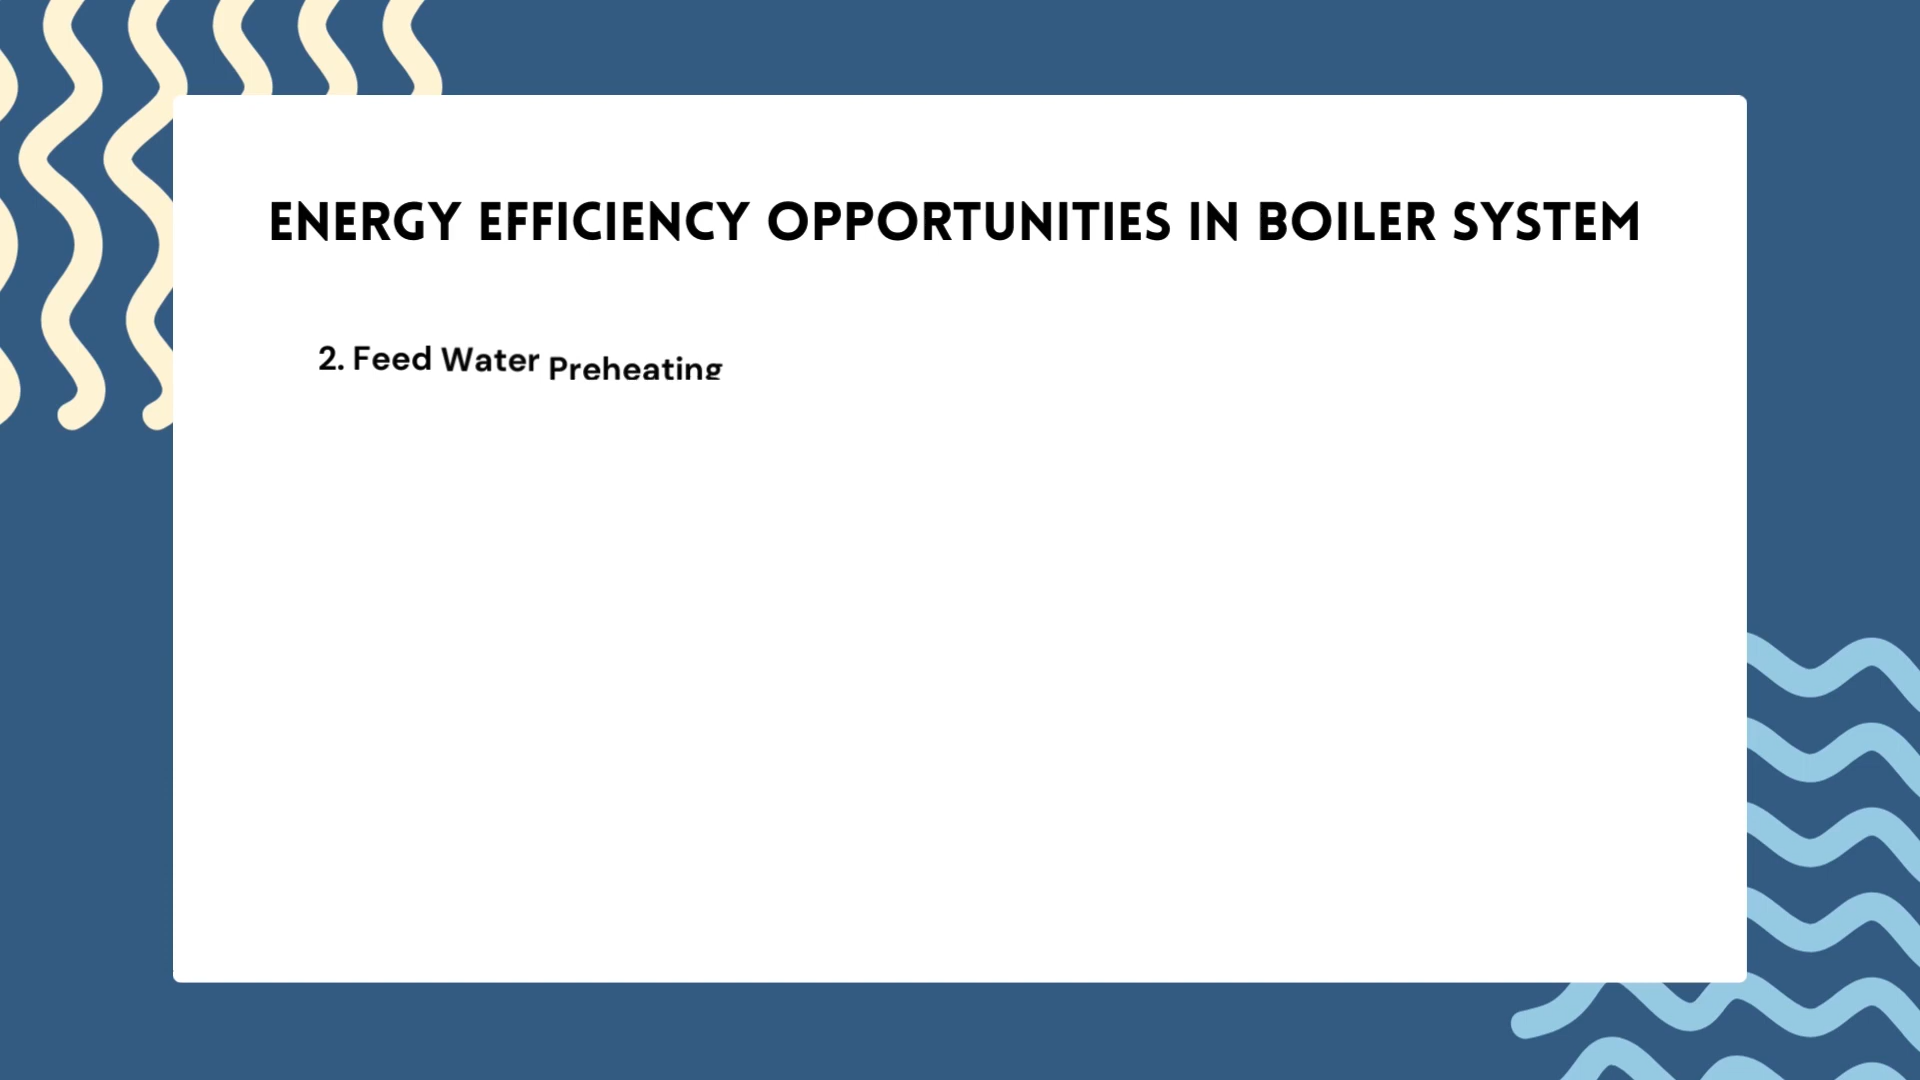 ENERGY EFFICIENCY OPPORTUNITIES IN BOILER SYSTEM
2. Feed Water Preheating